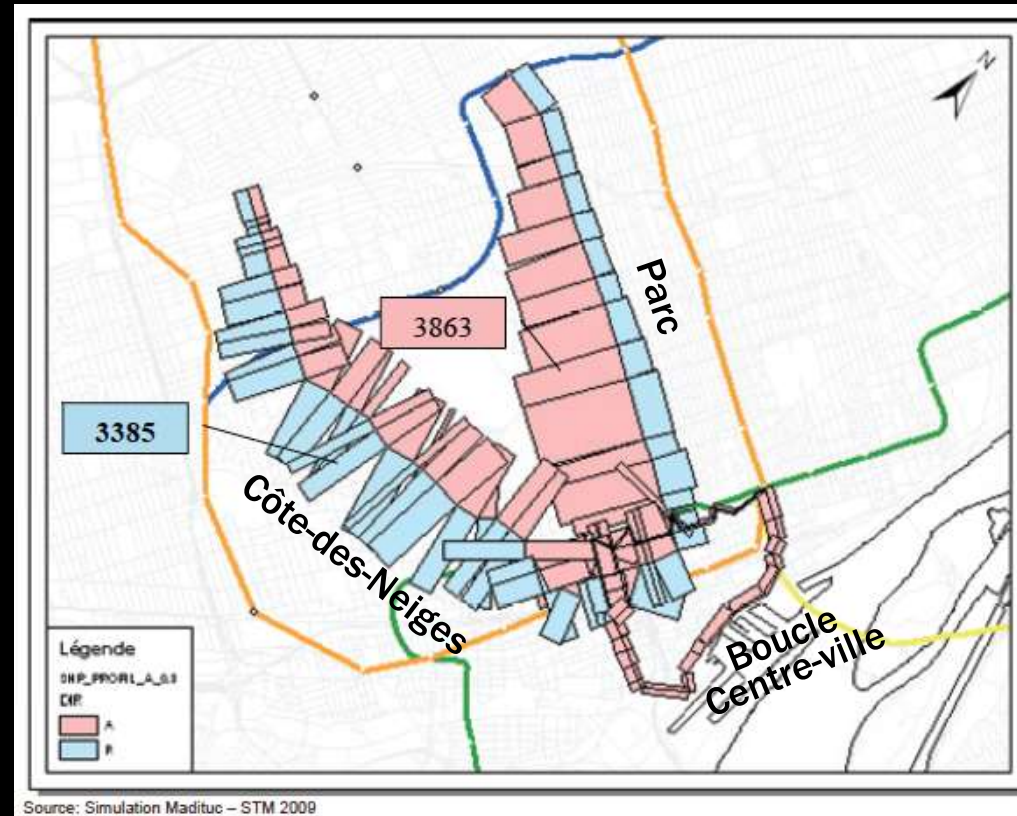 N
Parc
3863
3385
Côte-des-Neiges
Boucle
Centre-ville
Légende
DIR
A
R
Source: Simulation Madituc – STM 2009